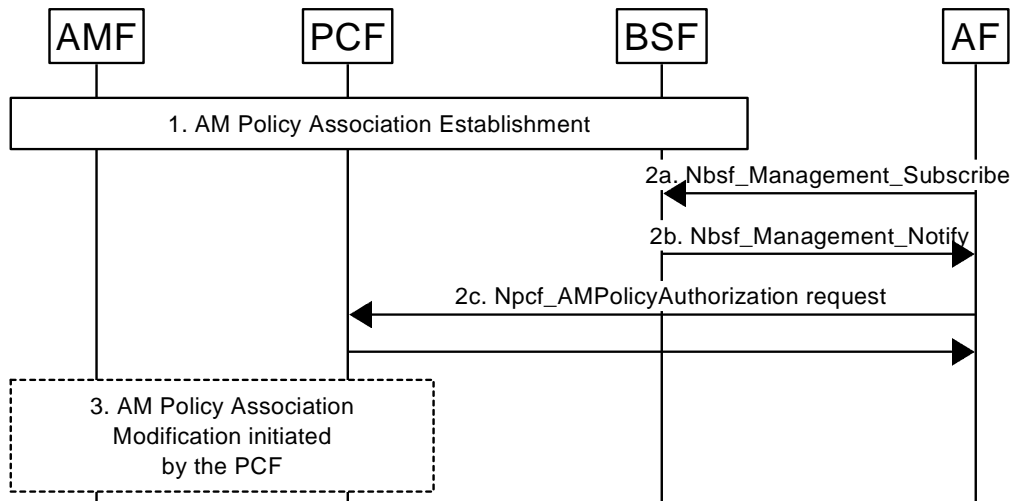 AMF PCF BSF AF
1. AM Policy Association Establishment
2a. Nbsf_Management_Subscribe
2b. Nbsf_Management_Notify
2c. Npcf_AMPolicyAuthorization request
3. AM Policy Association
Modification initiated
by the PCF